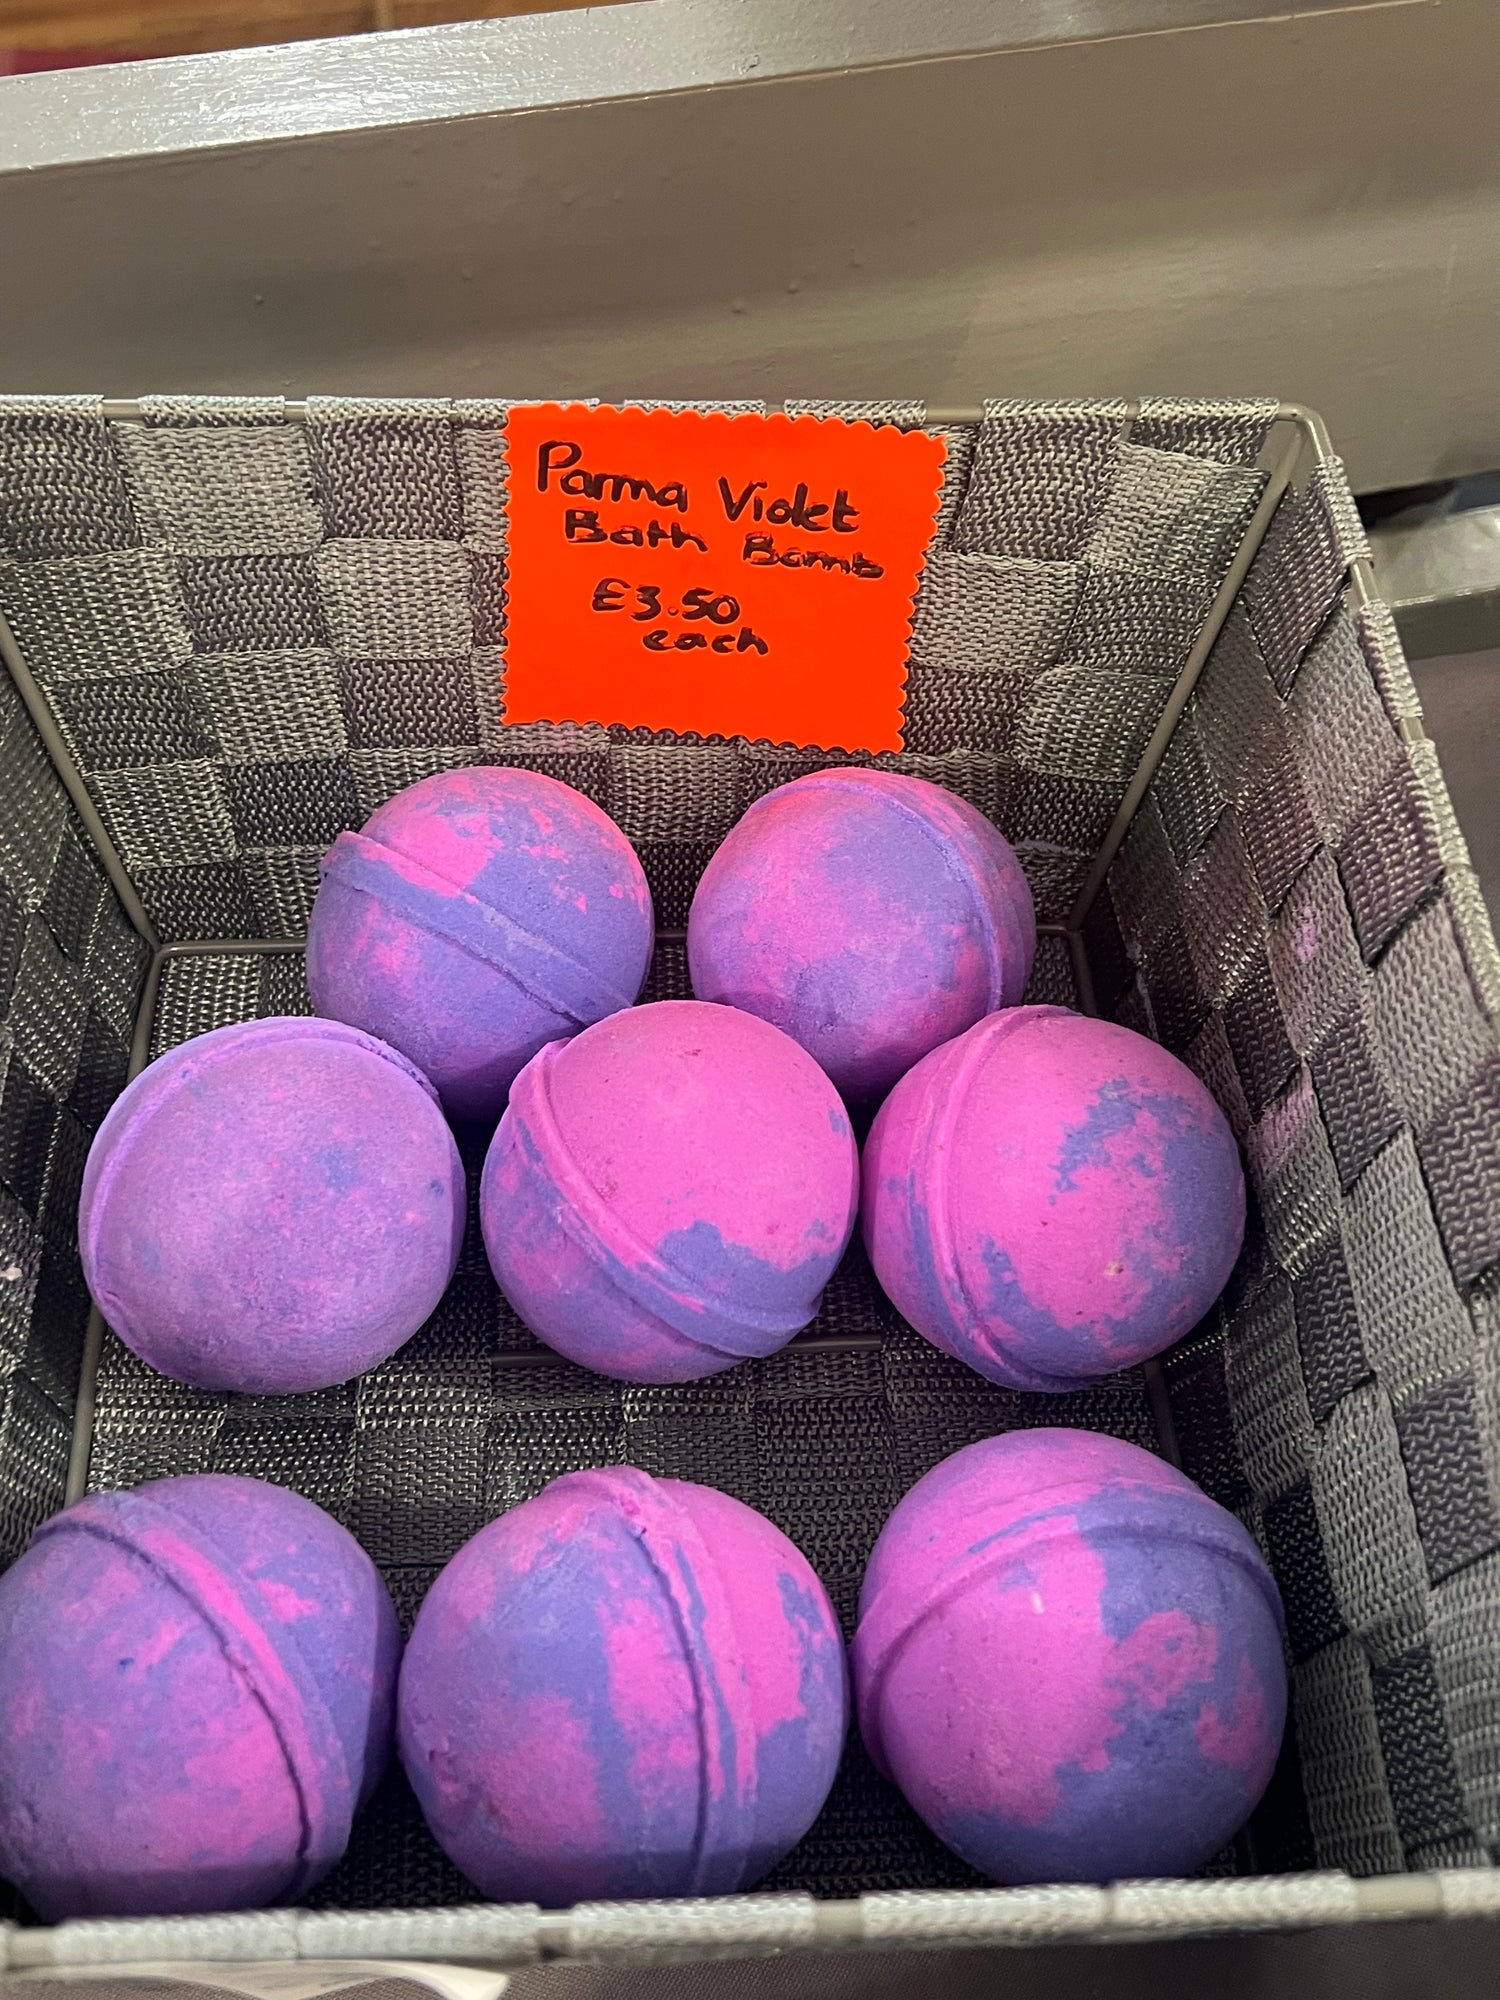 Parma Violet
Bath Bomb
£3.50
each